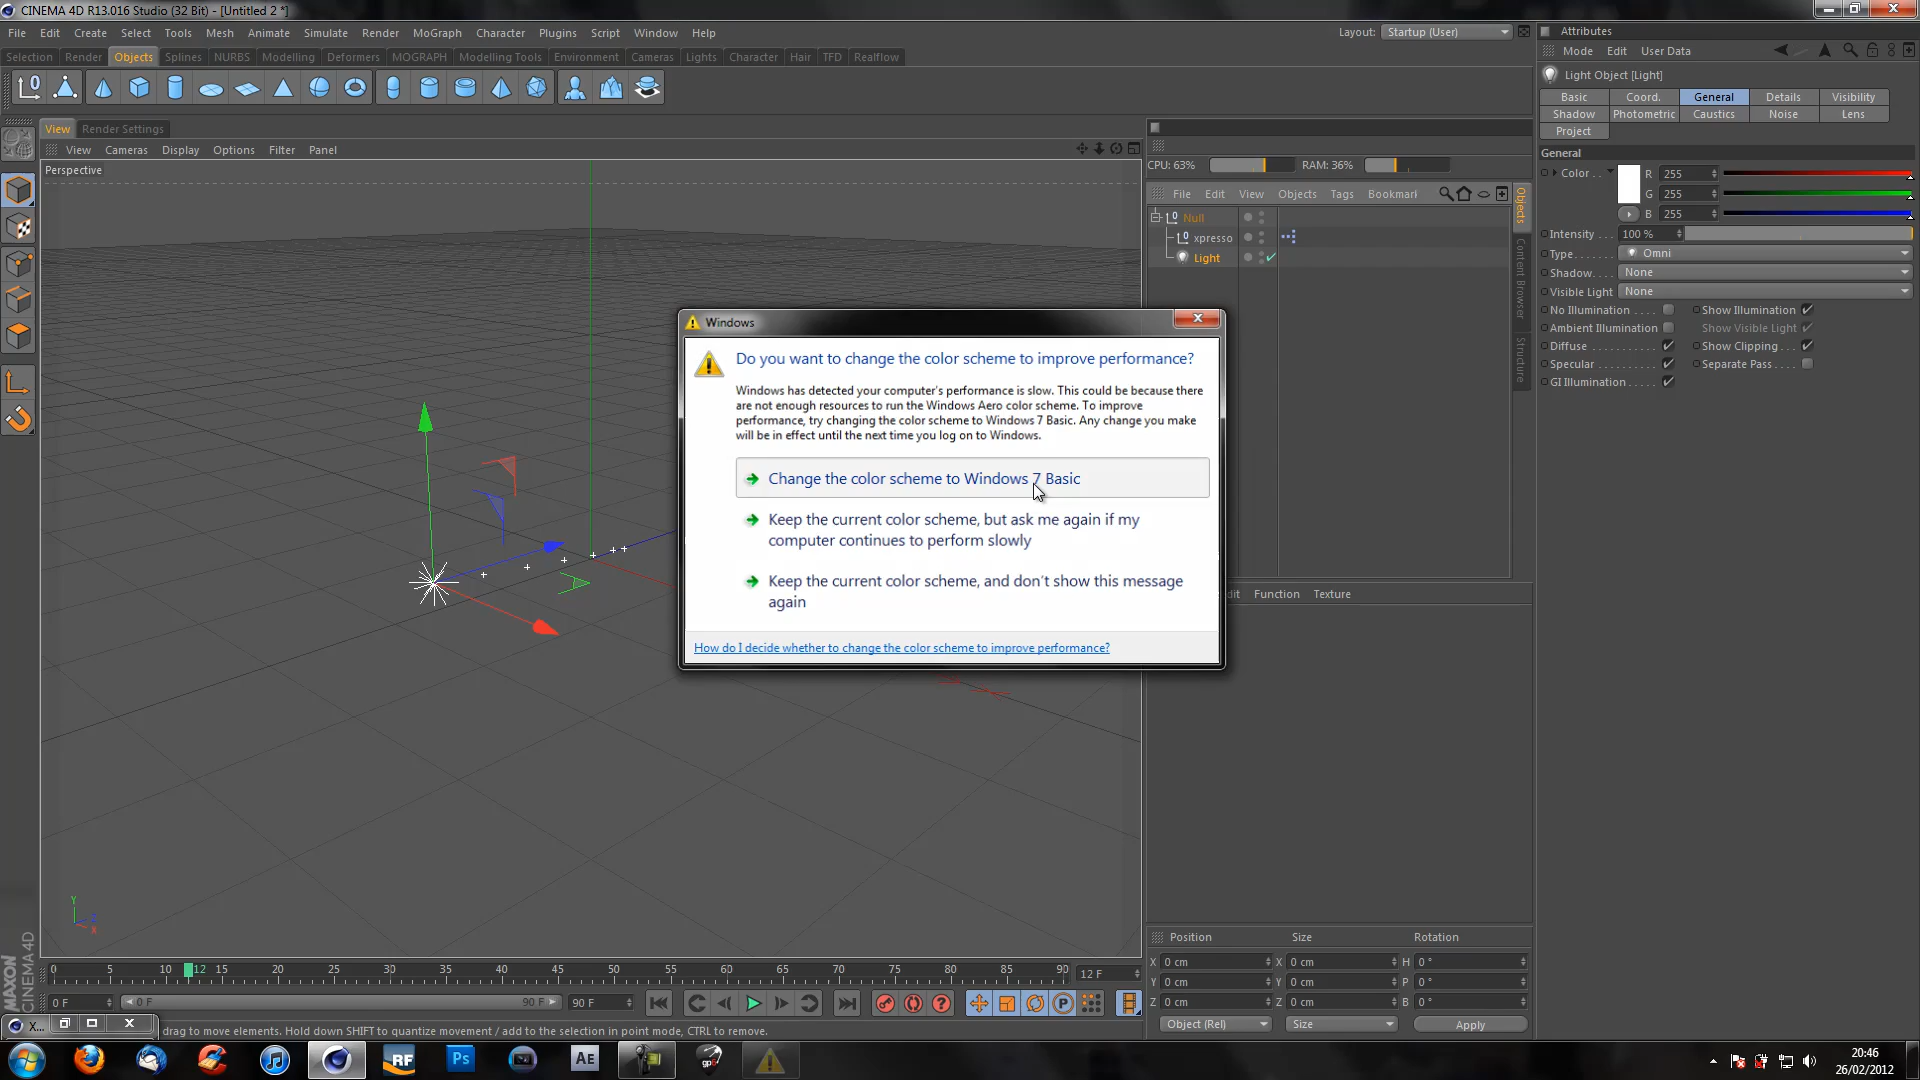 CINEMA 4D R13.016 Studio (32 Bit) - [Untitled 2 *]
File Edit Create Select Tools Mesh Animate Simulate Render MoGraph Character Plugins Script Window Help
Layout: Startup (User)
Selection Render Objects Splines NURBS Modelling Deformers MOGRAPH Modelling Tools Environment Cameras Lights Character Hair TFD Realflow
View Render Settings
View Cameras Display Options Filter Panel
Perspective
CPU: 63% RAM: 36%
File Edit View Objects Tags Bookmark
Null
xpresso
Light
Objects
Content Browser
Structure
Attributes
Mode Edit User Data
Light Object [Light]
Basic Coord. General Details Visibility
Shadow Photometric Caustics Noise Lens
Project
General
Color . . R 255
G 255
B 255
Intensity . . . 100 %
Type. . . . . . . Omni
Shadow. . . . None
Visible Light None
No Illumination . . . . Show Illumination
Ambient Illumination Show Visible Light
Diffuse . . . . . . . . . . . Show Clipping. . . .
Specular . . . . . . . . . . Separate Pass . . . .
GI Illumination . . . . .
Windows
Do you want to change the color scheme to improve performance?
Windows has detected your computer's performance is slow. This could be because there
are not enough resources to run the Windows Aero color scheme. To improve
performance, try changing the color scheme to Windows 7 Basic. Any change you make
will be in effect until the next time you log on to Windows.
Change the color scheme to Windows 7 Basic
Keep the current color scheme, but ask me again if my
computer continues to perform slowly
Keep the current color scheme, and don't show this message
again
How do I decide whether to change the color scheme to improve performance?
dit Function Texture
Y
Z
X
MAXON
CINEMA 4D
0 5 10 12 15 20 25 30 35 40 45 50 55 60 65 70 75 80 85 90 12 F
0 F 0 F 90 F 90 F
Position Size Rotation
X 0 cm X 0 cm H 0 °
Y 0 cm Y 0 cm P 0 °
Z 0 cm Z 0 cm B 0 °
Object (Rel) Size Apply
X...
drag to move elements. Hold down SHIFT to quantize movement / add to the selection in point mode, CTRL to remove.
RF
Ps
AE
20:46
26/02/2012